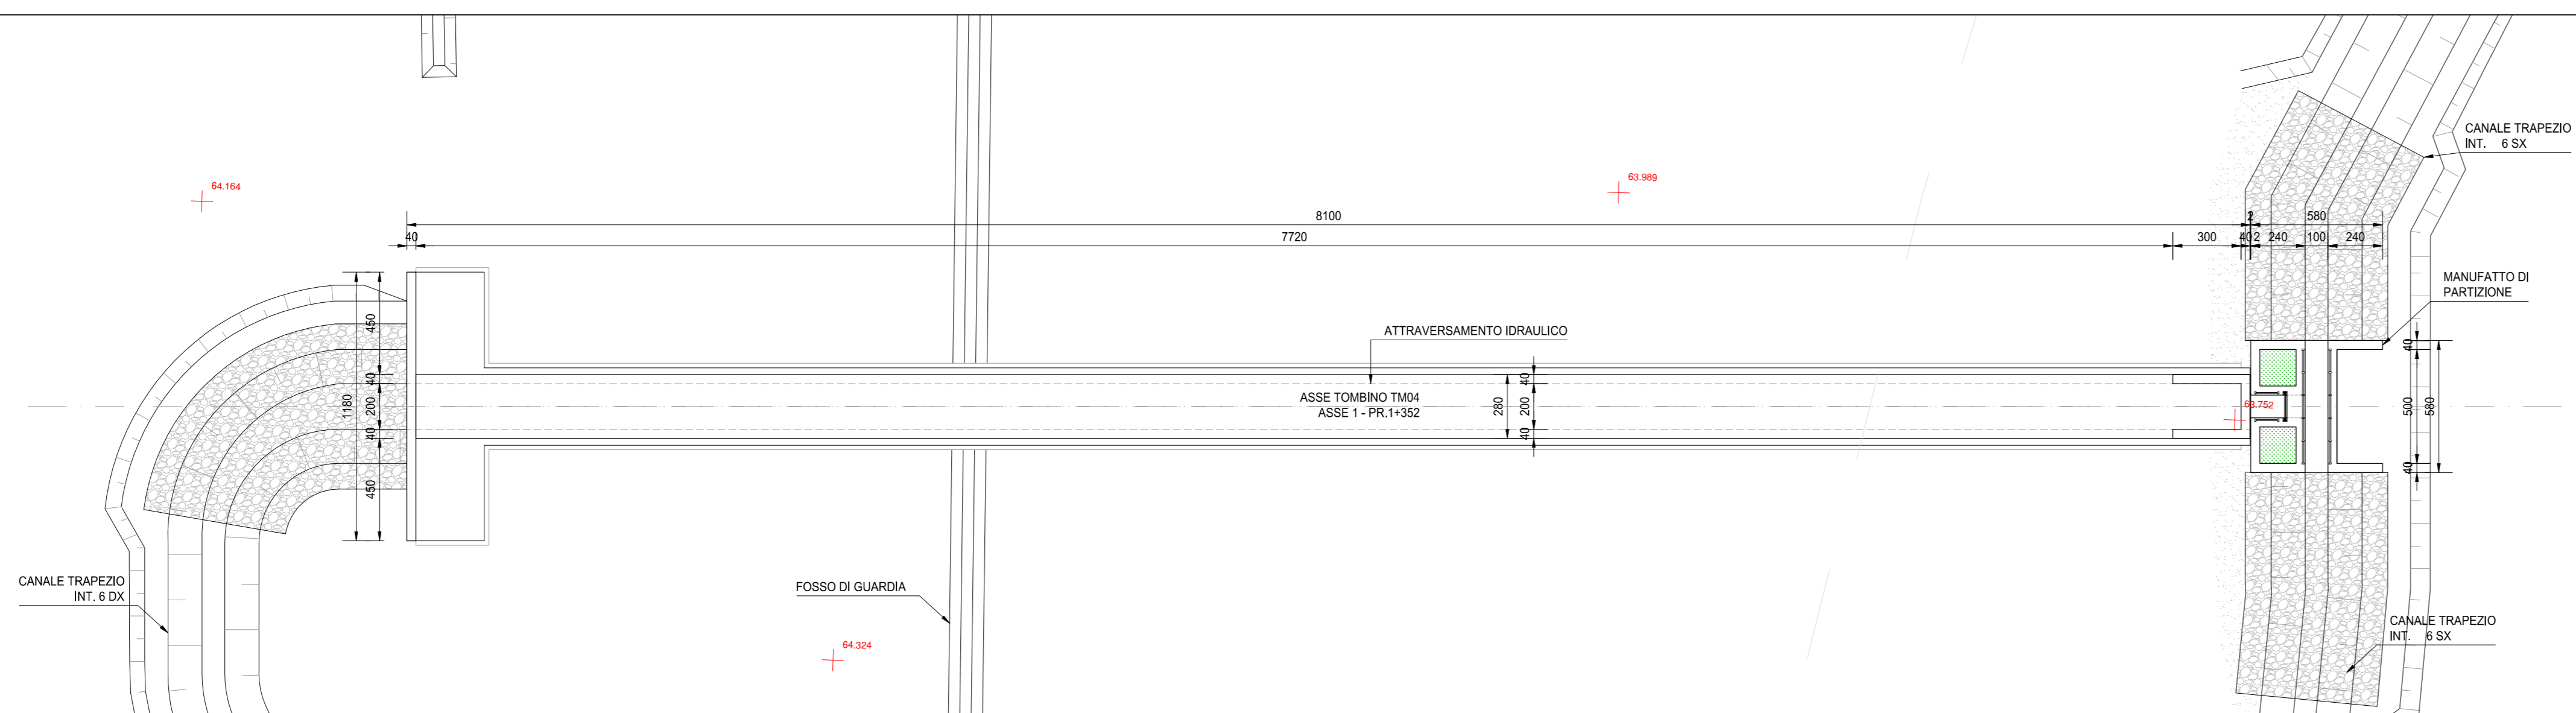 CANALE TRAPEZIO
INT. 6 SX
64.164
63.989
8100
2
580
40
7720
300
40
2
240
100
240
MANUFATTO DI
PARTIZIONE
450
1180
40
200
40
450
ATTRAVERSAMENTO IDRAULICO
ASSE TOMBINO TM04
ASSE 1 - PR.1+352
280
40
200
40
63.752
40
500
580
40
CANALE TRAPEZIO
INT. 6 DX
FOSSO DI GUARDIA
64.324
CANALE TRAPEZIO
INT. 6 SX